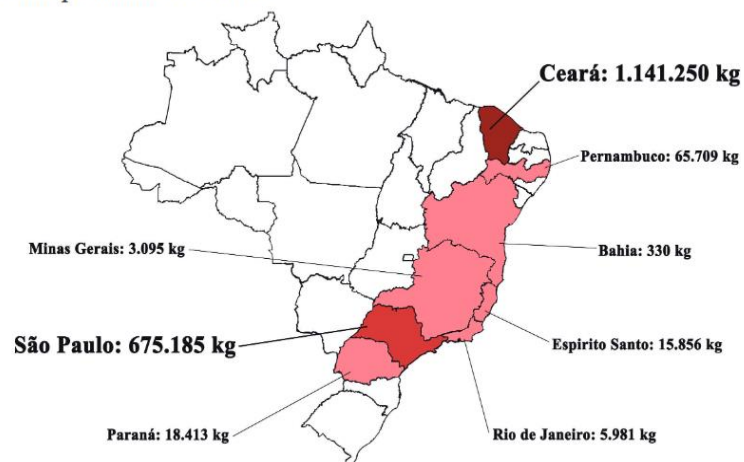 Ceará: 1.141.250 kg
Pernambuco: 65.709 kg
Minas Gerais: 3.095 kg
Bahia: 330 kg
São Paulo: 675.185 kg
Espirito Santo: 15.856 kg
Paraná: 18.413 kg
Rio de Janeiro: 5.981 kg